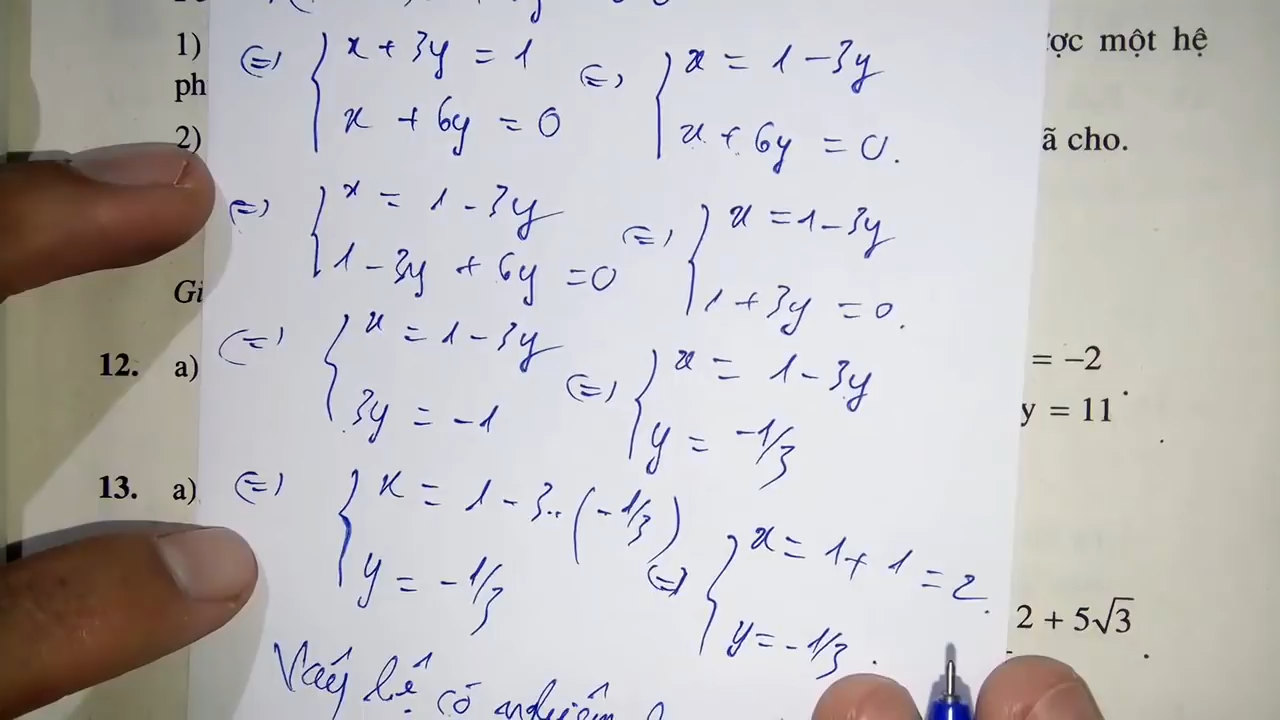 1)
ược một hệ
ph
(=) { x + 3y = 1 (=) { x = 1 - 3y
x + 6y = 0 x + 6y = 0.
2)
ã cho.
(=) { x = 1 - 3y (=) { x = 1 - 3y
1 - 3y + 6y = 0 1 + 3y = 0.
Gi
(=) { x = 1 - 3y (=) { x = 1 - 3y
3y = -1 y = -1/3
12. a) = –2
y = 11.
13. a)
(=) { x = 1 - 3.(-1/3) (=) { x = 1 + 1 = 2.
y = -1/3 y = -1/3.
2 + 5√3
Vậy hệ có nghiệm